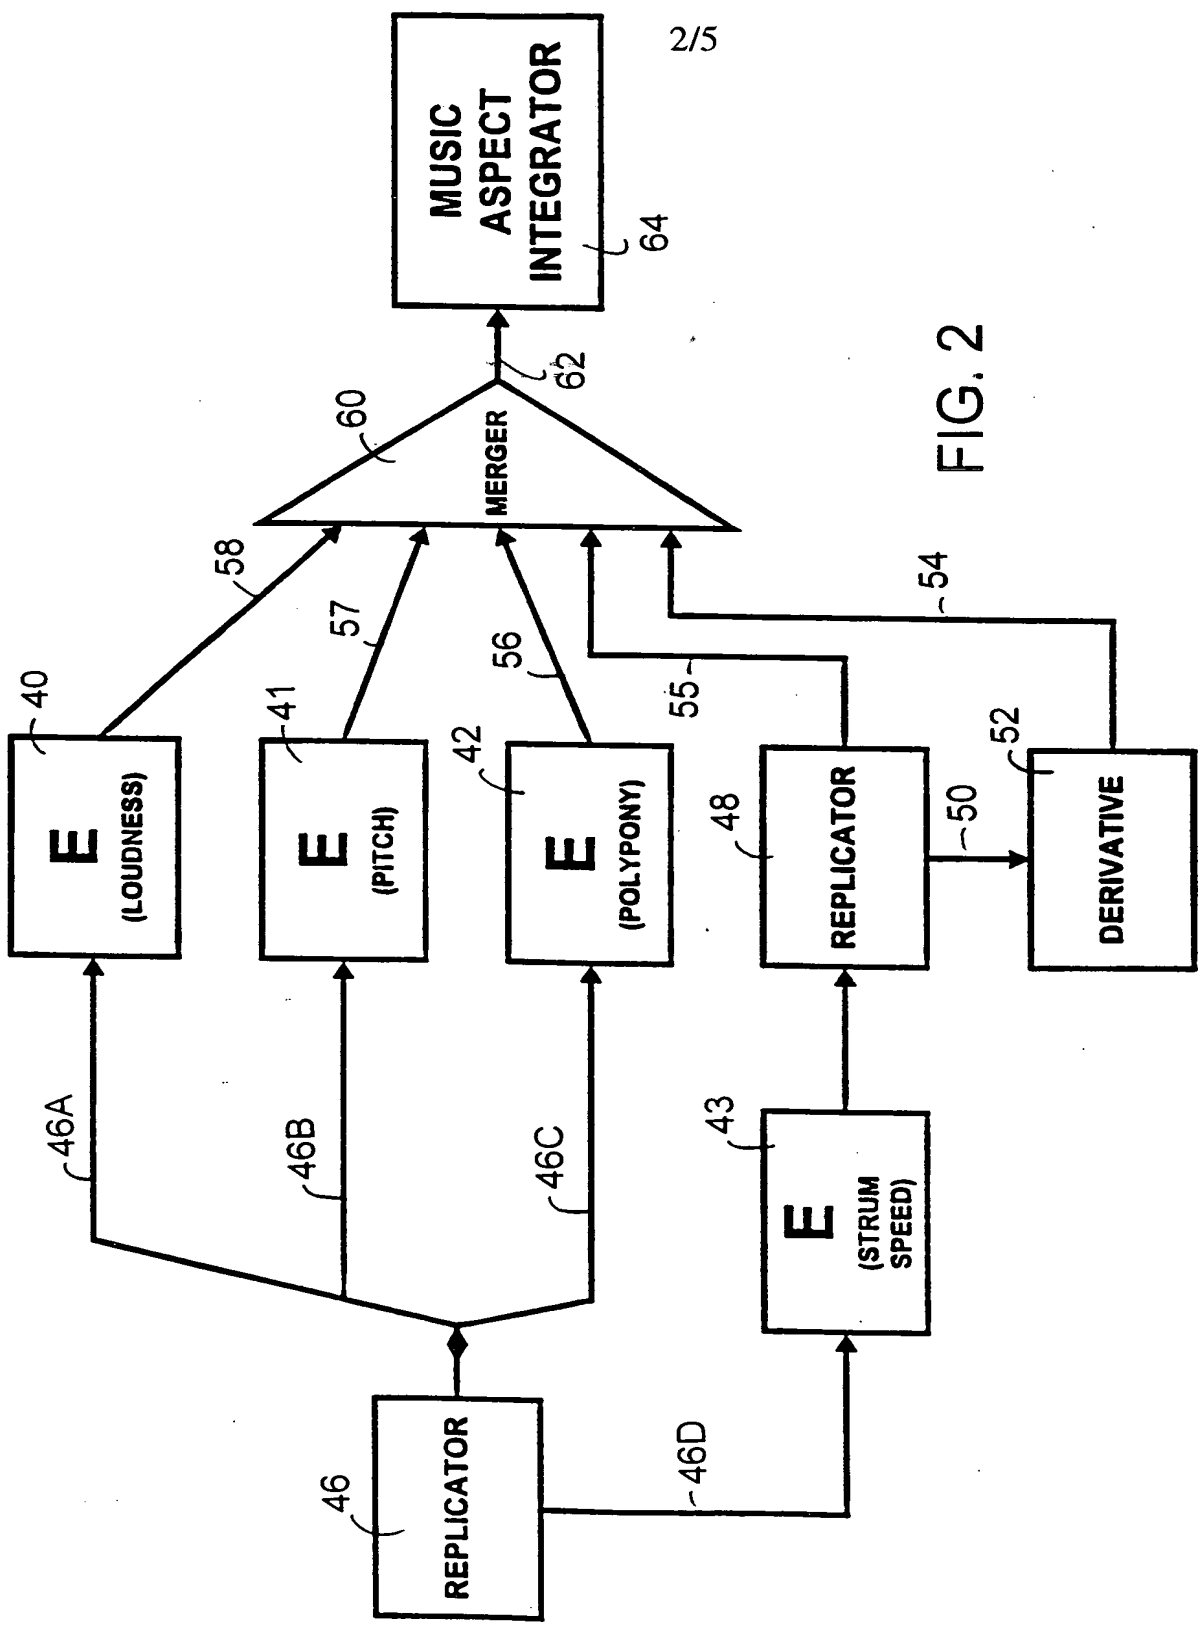 2/5
46
REPLICATOR
46A
46B
46C
46D
40
E
(LOUDNESS)
41
E
(PITCH)
42
E
(POLYPONY)
43
E
(STRUM
SPEED)
48
REPLICATOR
50
52
DERIVATIVE
58
57
56
55
54
60
MERGER
62
MUSIC
ASPECT
INTEGRATOR
64
FIG. 2